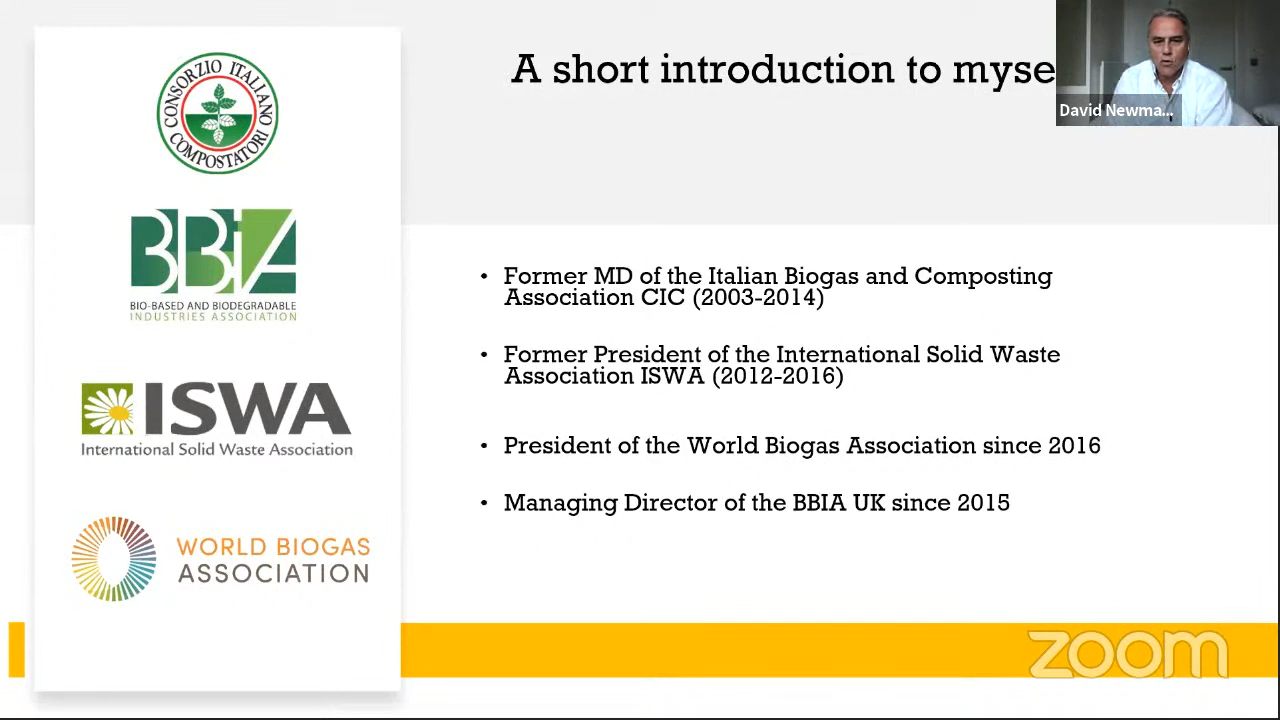 A short introduction to myse
David Newma...
CONSORZIO ITALIANO
COMPOSTATORI
BBiA
BIO-BASED AND BIODEGRADABLE
INDUSTRIES ASSOCIATION
ISWA
International Solid Waste Association
WORLD BIOGAS
ASSOCIATION
• Former MD of the Italian Biogas and Composting
Association CIC (2003-2014)
• Former President of the International Solid Waste
Association ISWA (2012-2016)
• President of the World Biogas Association since 2016
• Managing Director of the BBIA UK since 2015
zoom